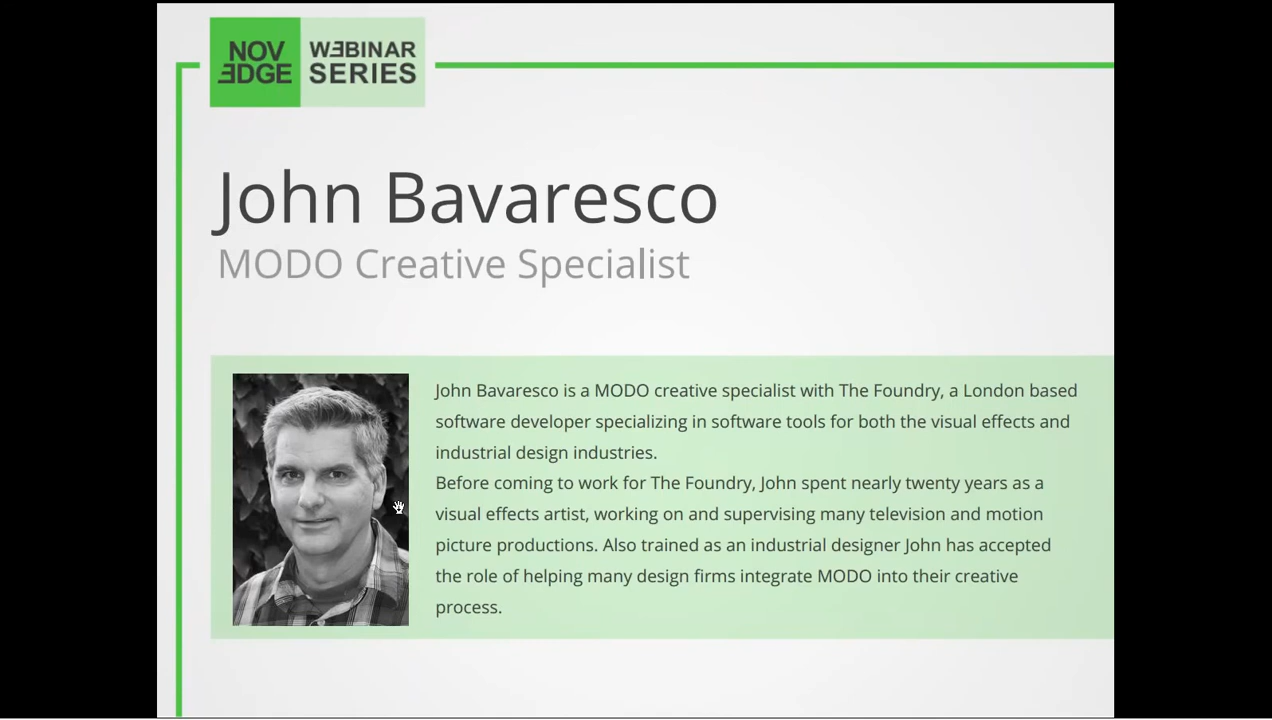 NOV
ƎDGE
WƎBINAR
SERIES
John Bavaresco
MODO Creative Specialist
John Bavaresco is a MODO creative specialist with The Foundry, a London based
software developer specializing in software tools for both the visual effects and
industrial design industries.
Before coming to work for The Foundry, John spent nearly twenty years as a
visual effects artist, working on and supervising many television and motion
picture productions. Also trained as an industrial designer John has accepted
the role of helping many design firms integrate MODO into their creative
process.